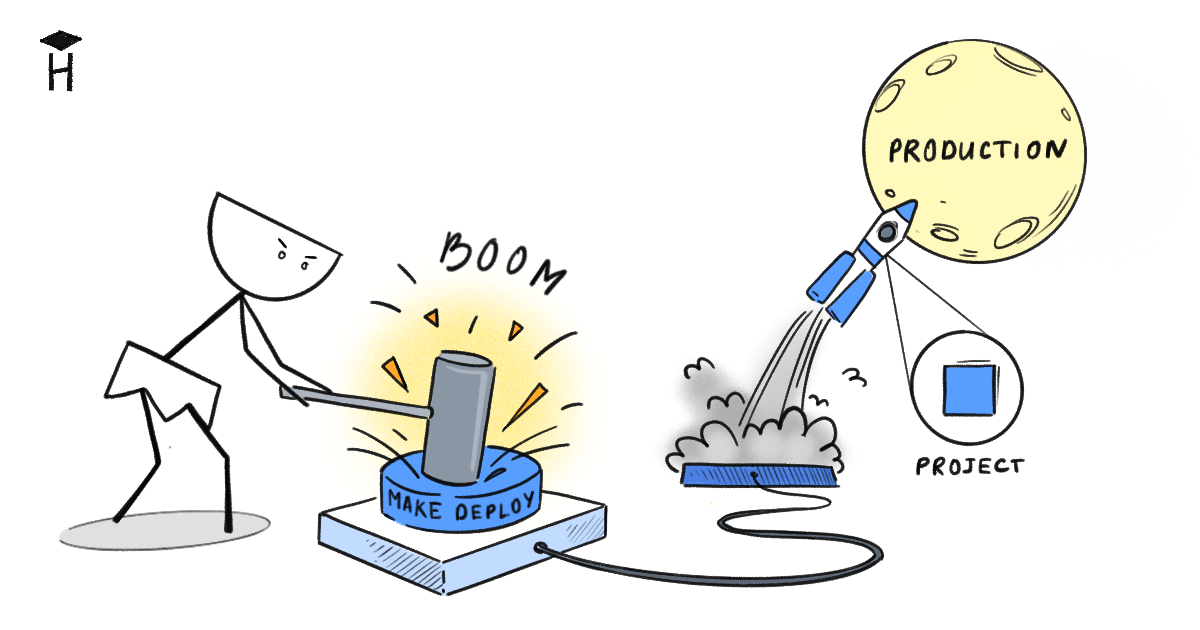 H
PRODUCTION
BOOM
MAKE DEPLOY
PROJECT